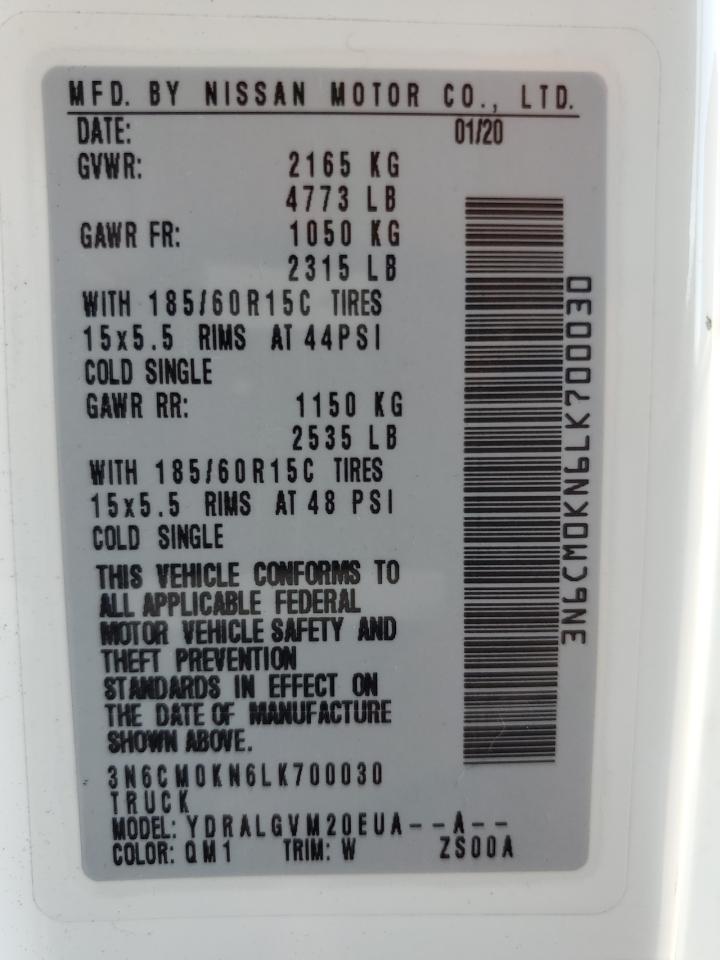 MFD. BY NISSAN MOTOR CO., LTD.
DATE: 01/20
GVWR: 2165 KG
4773 LB
GAWR FR: 1050 KG
2315 LB
WITH 185/60R15C TIRES
15x5.5 RIMS AT 44PSI
COLD SINGLE
GAWR RR: 1150 KG
2535 LB
WITH 185/60R15C TIRES
15x5.5 RIMS AT 48 PSI
COLD SINGLE
THIS VEHICLE CONFORMS TO
ALL APPLICABLE FEDERAL
MOTOR VEHICLE SAFETY AND
THEFT PREVENTION
STANDARDS IN EFFECT ON
THE DATE OF MANUFACTURE
SHOWN ABOVE.
3N6CM0KN6LK700030
TRUCK
MODEL: YDRALGVM20EUA--A--
COLOR: QM1 TRIM: W ZS00A
3N6CM0KN6LK700030